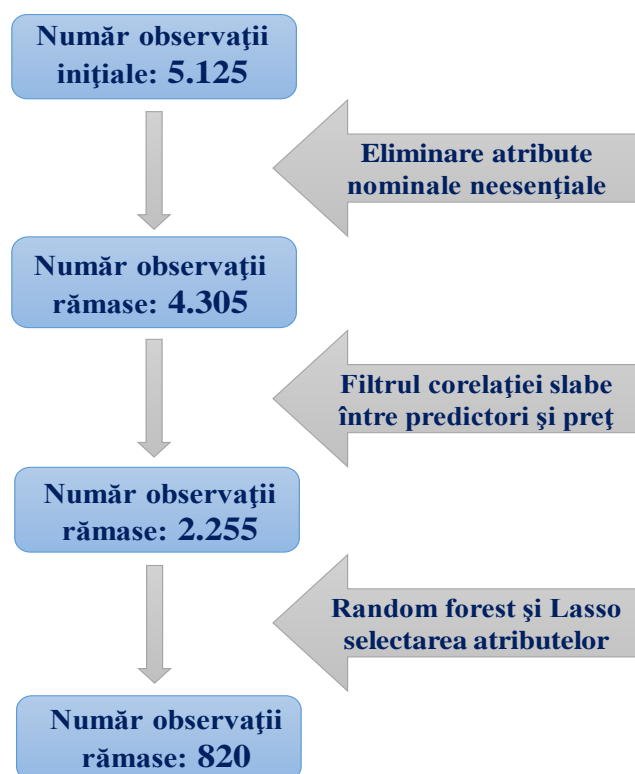 Număr observaţii
iniţiale: 5.125
Eliminare atribute
nominale neesenţiale
Număr observaţii
rămase: 4.305
Filtrul corelaţiei slabe
între predictori şi preţ
Număr observaţii
rămase: 2.255
Random forest şi Lasso
selectarea atributelor
Număr observaţii
rămase: 820